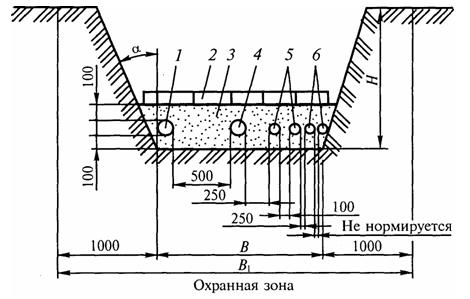 α 1 2 3 4 5 6 H
100
100
500
250
100
250
Не нормируется
1000 B 1000
B₁
Охранная зона